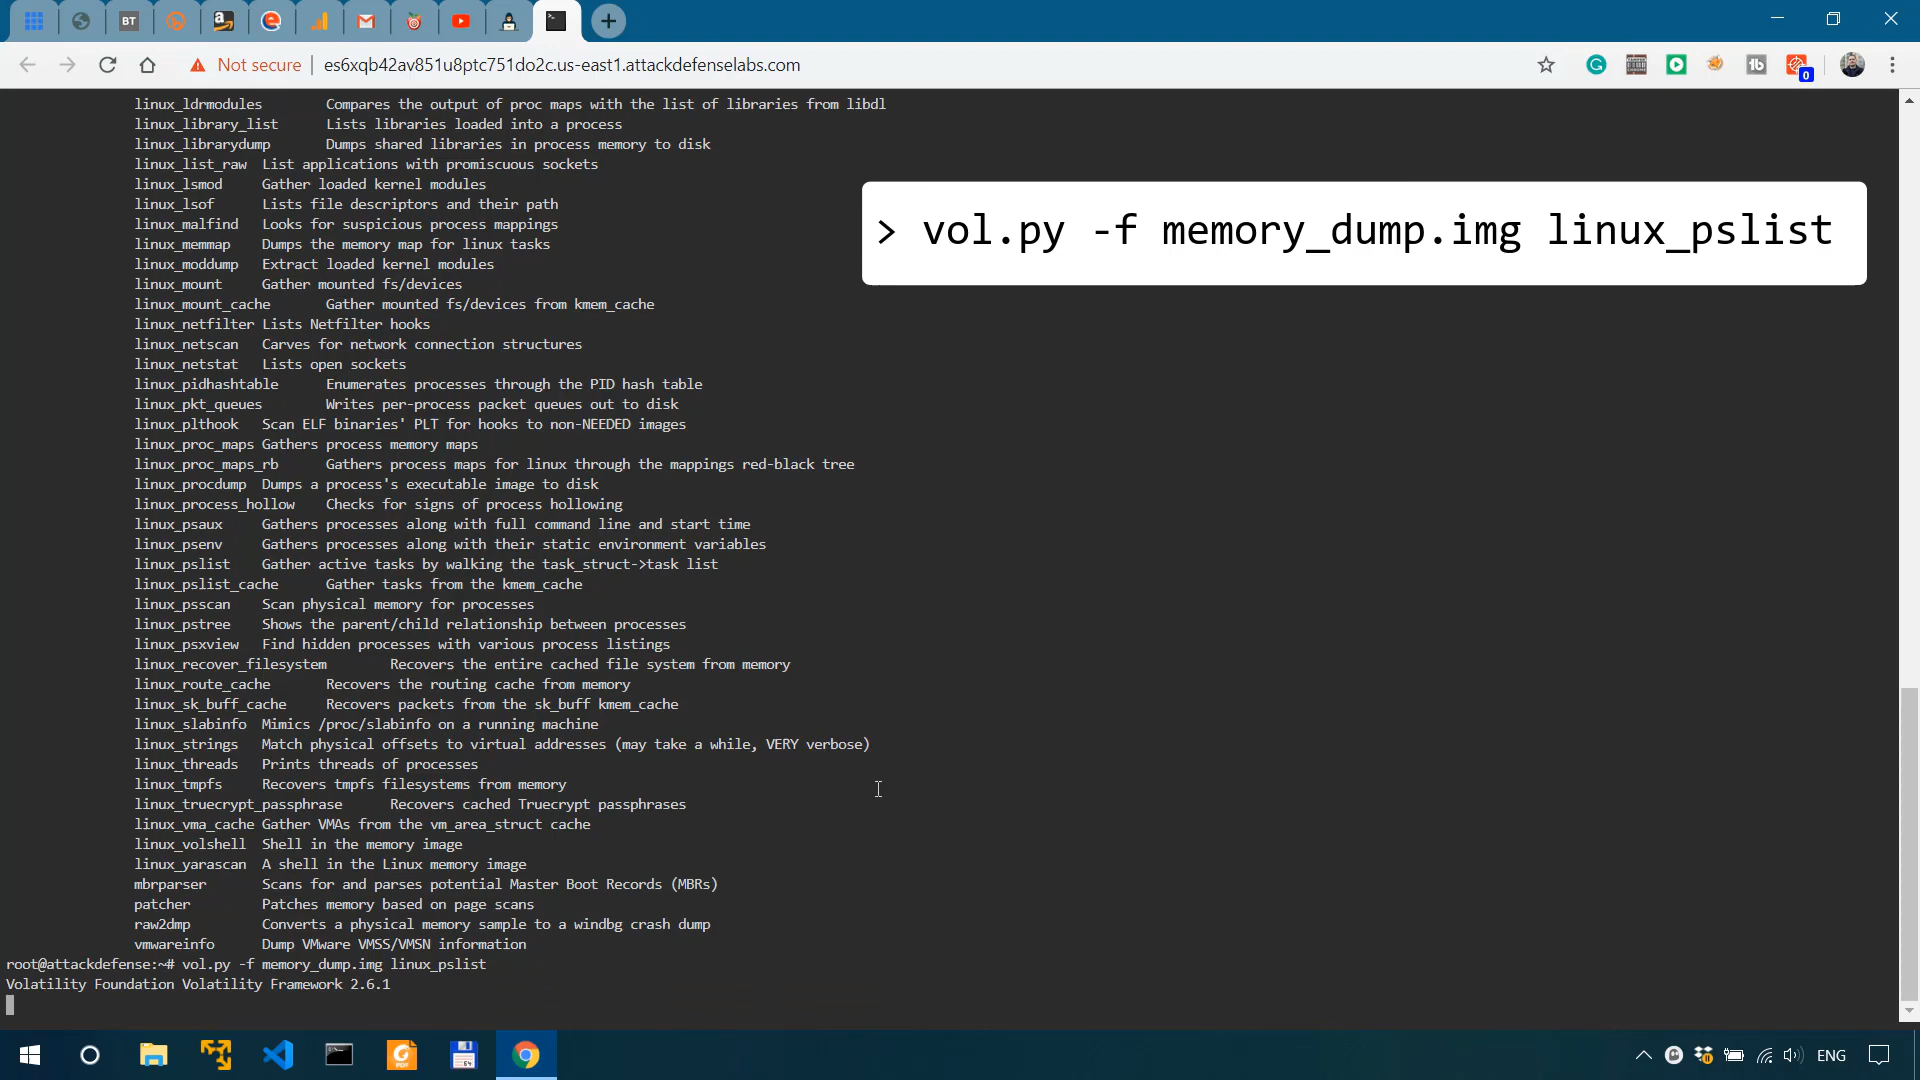 BT
Not secure
es6xqb42av851u8ptc751do2c.us-east1.attackdefenselabs.com
0
linux_ldrmodules Compares the output of proc maps with the list of libraries from libdl
linux_library_list Lists libraries loaded into a process
linux_librarydump Dumps shared libraries in process memory to disk
linux_list_raw List applications with promiscuous sockets
linux_lsmod Gather loaded kernel modules
linux_lsof Lists file descriptors and their path
linux_malfind Looks for suspicious process mappings
linux_memmap Dumps the memory map for linux tasks
linux_moddump Extract loaded kernel modules
linux_mount Gather mounted fs/devices
linux_mount_cache Gather mounted fs/devices from kmem_cache
linux_netfilter Lists Netfilter hooks
linux_netscan Carves for network connection structures
linux_netstat Lists open sockets
linux_pidhashtable Enumerates processes through the PID hash table
linux_pkt_queues Writes per-process packet queues out to disk
linux_plthook Scan ELF binaries' PLT for hooks to non-NEEDED images
linux_proc_maps Gathers process memory maps
linux_proc_maps_rb Gathers process maps for linux through the mappings red-black tree
linux_procdump Dumps a process's executable image to disk
linux_process_hollow Checks for signs of process hollowing
linux_psaux Gathers processes along with full command line and start time
linux_psenv Gathers processes along with their static environment variables
linux_pslist Gather active tasks by walking the task_struct->task list
linux_pslist_cache Gather tasks from the kmem_cache
linux_psscan Scan physical memory for processes
linux_pstree Shows the parent/child relationship between processes
linux_psxview Find hidden processes with various process listings
linux_recover_filesystem Recovers the entire cached file system from memory
linux_route_cache Recovers the routing cache from memory
linux_sk_buff_cache Recovers packets from the sk_buff kmem_cache
linux_slabinfo Mimics /proc/slabinfo on a running machine
linux_strings Match physical offsets to virtual addresses (may take a while, VERY verbose)
linux_threads Prints threads of processes
linux_tmpfs Recovers tmpfs filesystems from memory
linux_truecrypt_passphrase Recovers cached Truecrypt passphrases
linux_vma_cache Gather VMAs from the vm_area_struct cache
linux_volshell Shell in the memory image
linux_yarascan A shell in the Linux memory image
mbrparser Scans for and parses potential Master Boot Records (MBRs)
patcher Patches memory based on page scans
raw2dmp Converts a physical memory sample to a windbg crash dump
vmwareinfo Dump VMware VMSS/VMSN information
root@attackdefense:~# vol.py -f memory_dump.img linux_pslist
Volatility Foundation Volatility Framework 2.6.1
> vol.py -f memory_dump.img linux_pslist
ENG